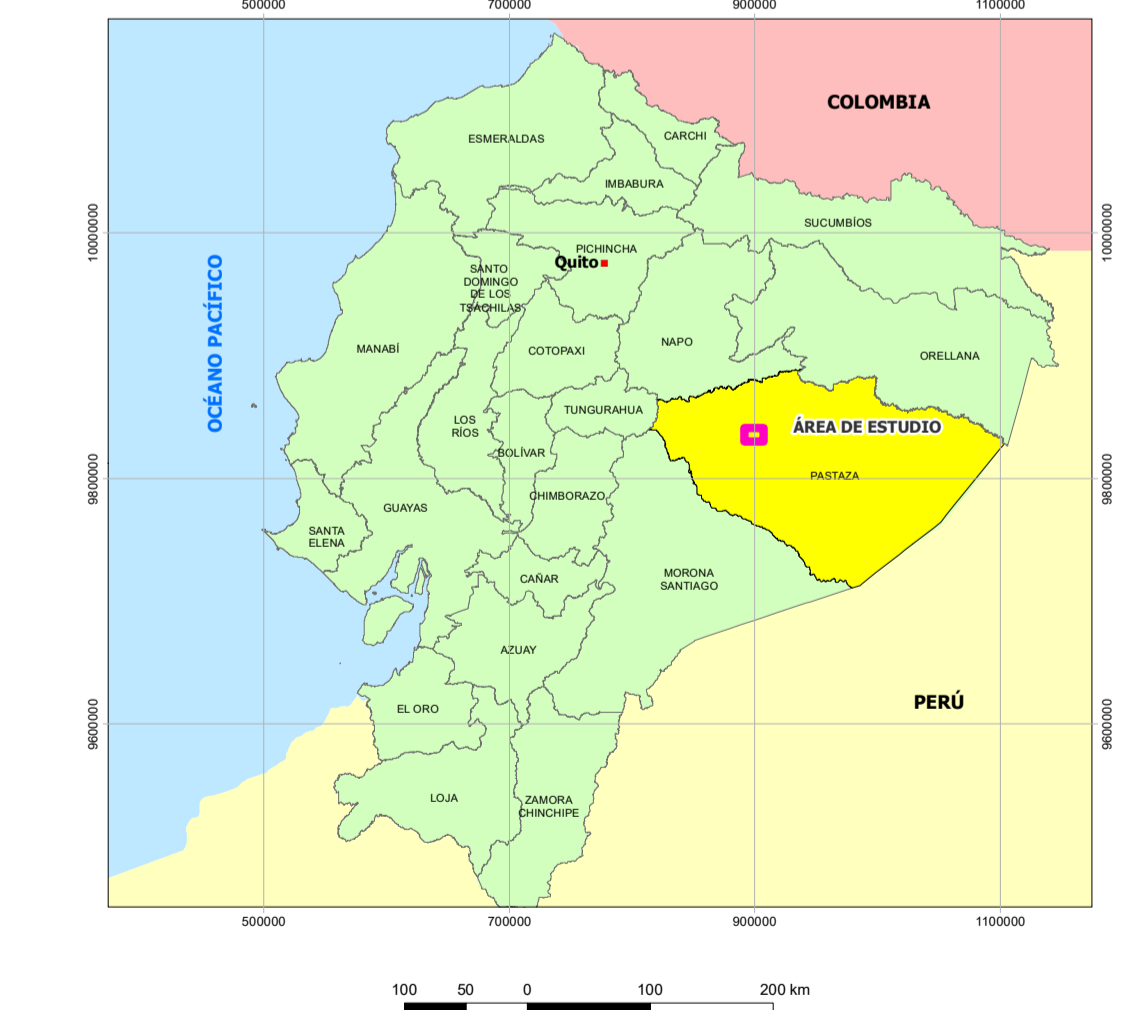 500000
700000
900000
1100000
COLOMBIA
ESMERALDAS
CARCHI
IMBABURA
SUCUMBÍOS
10000000
10000000
PICHINCHA
Quito
OCÉANO PACÍFICO
SANTO
DOMINGO
DE LOS
TSÁCHILAS
MANABÍ
COTOPAXI
NAPO
ORELLANA
TUNGURAHUA
LOS
RÍOS
ÁREA DE ESTUDIO
BOLÍVAR
PASTAZA
9800000
9800000
CHIMBORAZO
GUAYAS
SANTA
ELENA
CAÑAR
MORONA
SANTIAGO
AZUAY
PERÚ
EL ORO
9600000
9600000
LOJA
ZAMORA
CHINCHIPE
500000
700000
900000
1100000
100
50
0
100
200 km